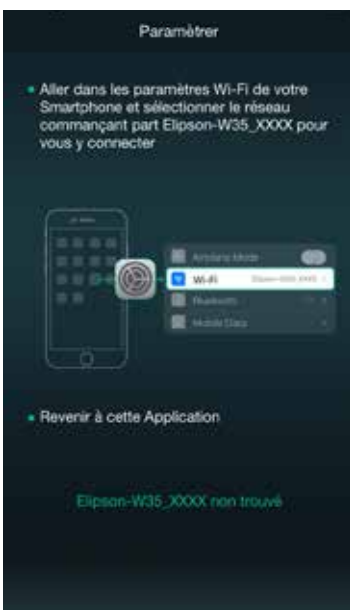 Paramètrer
Aller dans les paramètres Wi-Fi de votre
Smartphone et sélectionner le réseau
commançant part Elipson-W35_XXXX pour
vous y connecter
Airplane Mode
Wi-Fi
Bluetooth
Mobile Data
Revenir à cette Application
Elipson-W35_XXXX non trouvé